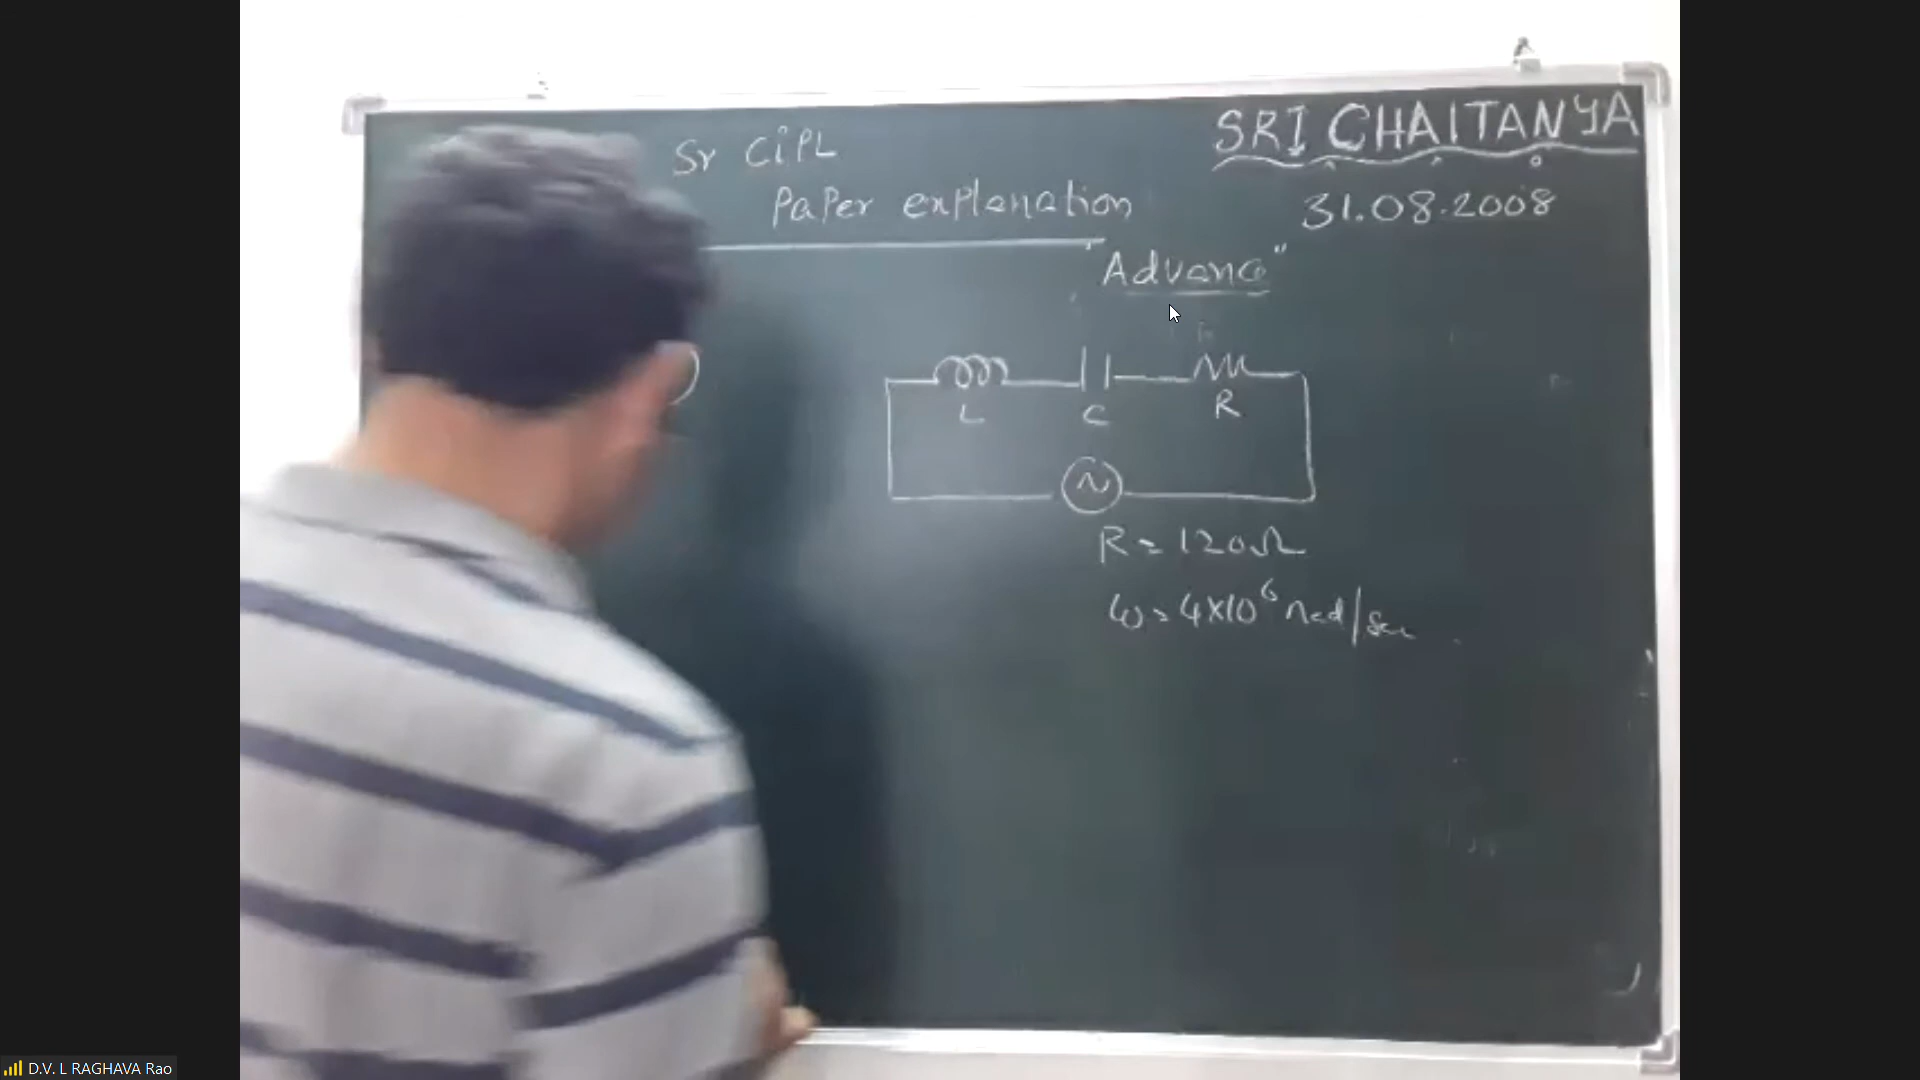 SRI CHAITANYA
Sr CiPL
Paper explanation
31.08.2008
"Advance"
L C R
R = 120Ω
ω = 4×10⁶ rad/sec
D.V. L RAGHAVA Rao